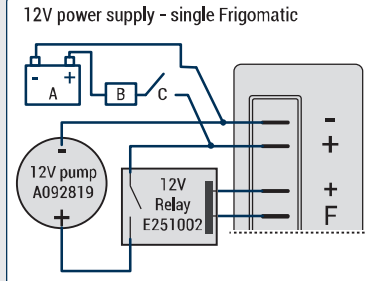 12V power supply - single Frigomatic
- +
A
B
C
-
+
+
F
-
12V pump
A092819
+
12V
Relay
E251002